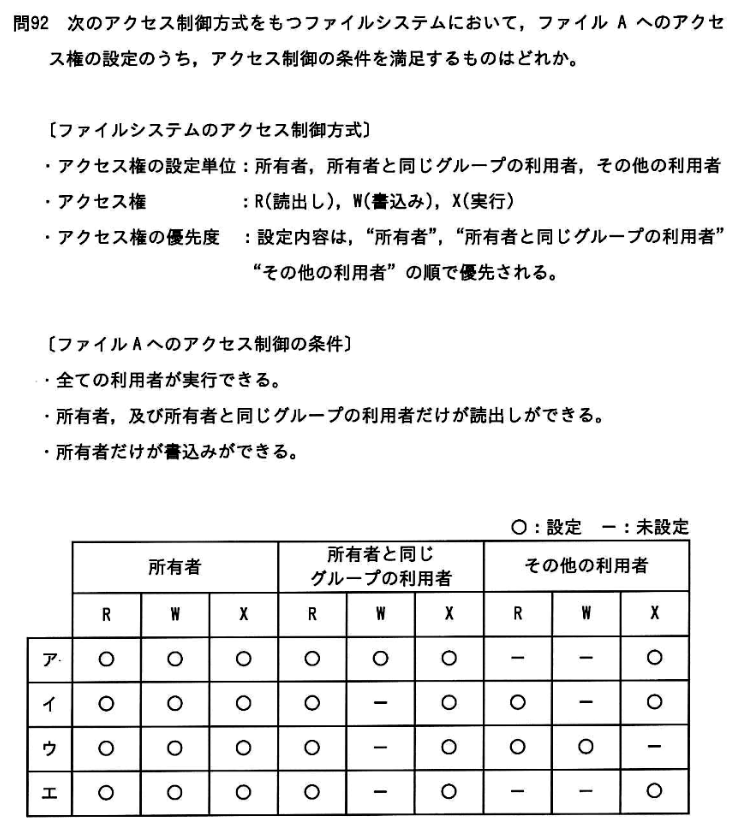 問92 次のアクセス制御方式をもつファイルシステムにおいて，ファイル A へのアクセ
ス権の設定のうち，アクセス制御の条件を満足するものはどれか。
〔ファイルシステムのアクセス制御方式〕
・アクセス権の設定単位：所有者，所有者と同じグループの利用者，その他の利用者
・アクセス権 ：R(読出し)，W(書込み)，X(実行)
・アクセス権の優先度 ：設定内容は，“所有者”，“所有者と同じグループの利用者”
“その他の利用者” の順で優先される。
〔ファイルAへのアクセス制御の条件〕
・全ての利用者が実行できる。
・所有者，及び所有者と同じグループの利用者だけが読出しができる。
・所有者だけが書込みができる。
○：設定 －：未設定
所有者 所有者と同じ
グループの利用者 その他の利用者
R W X R W X R W X
ア ○ ○ ○ ○ ○ ○ － － ○
イ ○ ○ ○ ○ － ○ ○ － ○
ウ ○ ○ ○ ○ － ○ ○ ○ －
エ ○ ○ ○ ○ － ○ － － ○